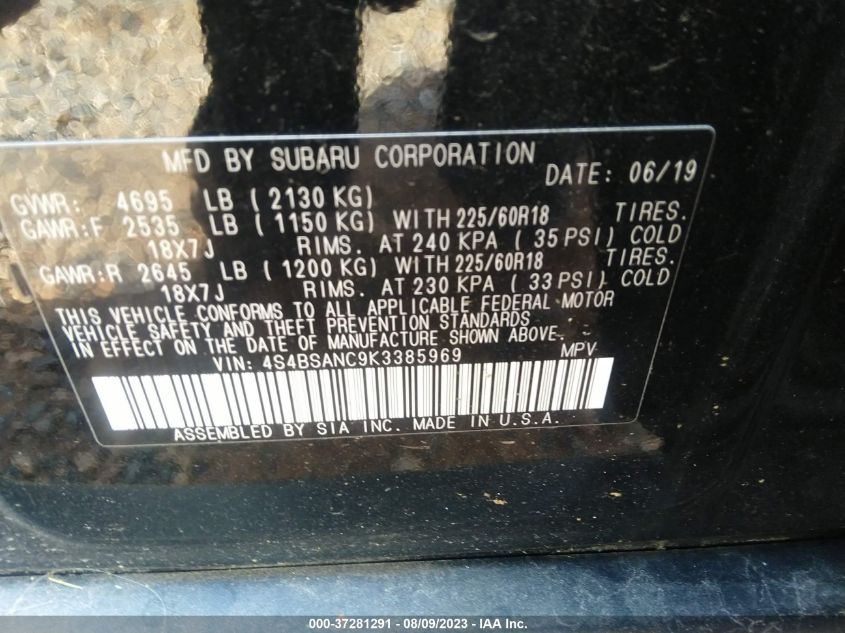 MFD BY SUBARU CORPORATION DATE: 06/19
GVWR: 4695 LB ( 2130 KG)
GAWR:F 2535 LB ( 1150 KG) WITH 225/60R18 TIRES.
18X7J RIMS. AT 240 KPA ( 35 PSI) COLD
GAWR:R 2645 LB ( 1200 KG) WITH 225/60R18 TIRES.
18X7J RIMS. AT 230 KPA ( 33 PSI) COLD
THIS VEHICLE CONFORMS TO ALL APPLICABLE FEDERAL MOTOR
VEHICLE SAFETY AND THEFT PREVENTION STANDARDS
IN EFFECT ON THE DATE OF MANUFACTURE SHOWN ABOVE.
VIN: 4S4BSANC9K3385969 MPV
ASSEMBLED BY SIA INC. MADE IN U.S.A.
000-37281291 - 08/09/2023 - IAA Inc.